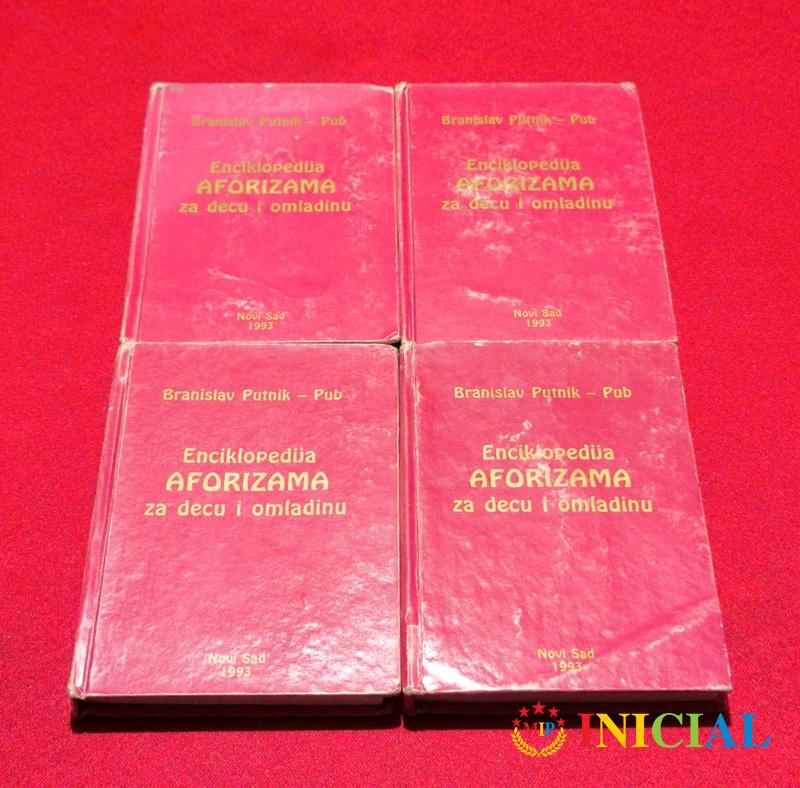 Branislav Putnik – Pub
Enciklopedija
AFORIZAMA
za decu i omladinu
Novi Sad
1993
Branislav Putnik – Pub
Enciklopedija
AFORIZAMA
za decu i omladinu
Novi Sad
1993
Branislav Putnik – Pub
Enciklopedija
AFORIZAMA
za decu i omladinu
Novi Sad
1993
Branislav Putnik – Pub
Enciklopedija
AFORIZAMA
za decu i omladinu
Novi Sad
1993
MIP INICIAL